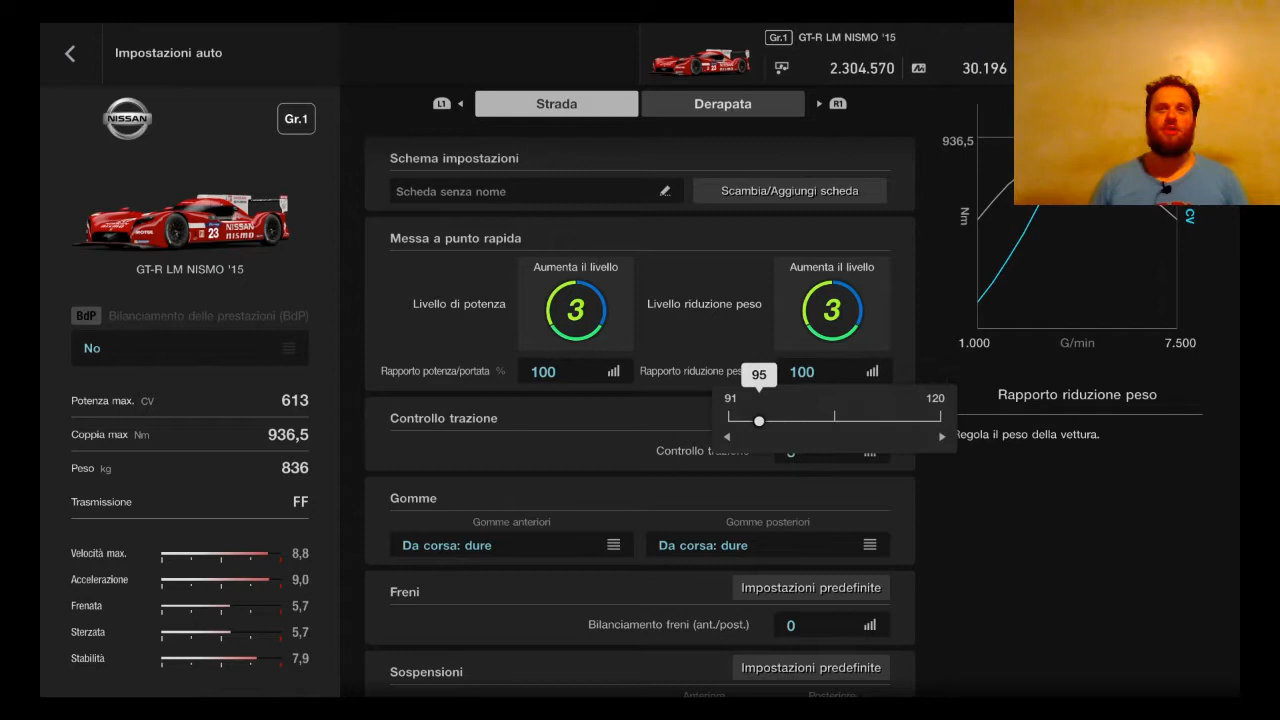 Impostazioni auto
Gr.1 GT-R LM NISMO '15
2.304.570 30.196
NISSAN Gr.1
23 NISSAN NISMO
GT-R LM NISMO '15
BdP Bilanciamento delle prestazioni (BdP)
No
Potenza max. CV 613
Coppia max Nm 936,5
Peso kg 836
Trasmissione FF
Velocità max. 8,8
Accelerazione 9,0
Frenata 5,7
Sterzata 5,7
Stabilità 7,9
L1 Strada Derapata R1
Schema impostazioni
Scheda senza nome Scambia/Aggiungi scheda
Messa a punto rapida
Aumenta il livello Aumenta il livello
Livello di potenza 3 Livello riduzione peso 3
Rapporto potenza/portata % 100 Rapporto riduzione peso 100
95
91 120
Controllo trazione
Controllo trazione
Gomme
Gomme anteriori Gomme posteriori
Da corsa: dure Da corsa: dure
Freni Impostazioni predefinite
Bilanciamento freni (ant./post.) 0
Sospensioni Impostazioni predefinite
Anteriore Posteriore
936,5
Nm CV
1.000 G/min 7.500
Rapporto riduzione peso
Regola il peso della vettura.